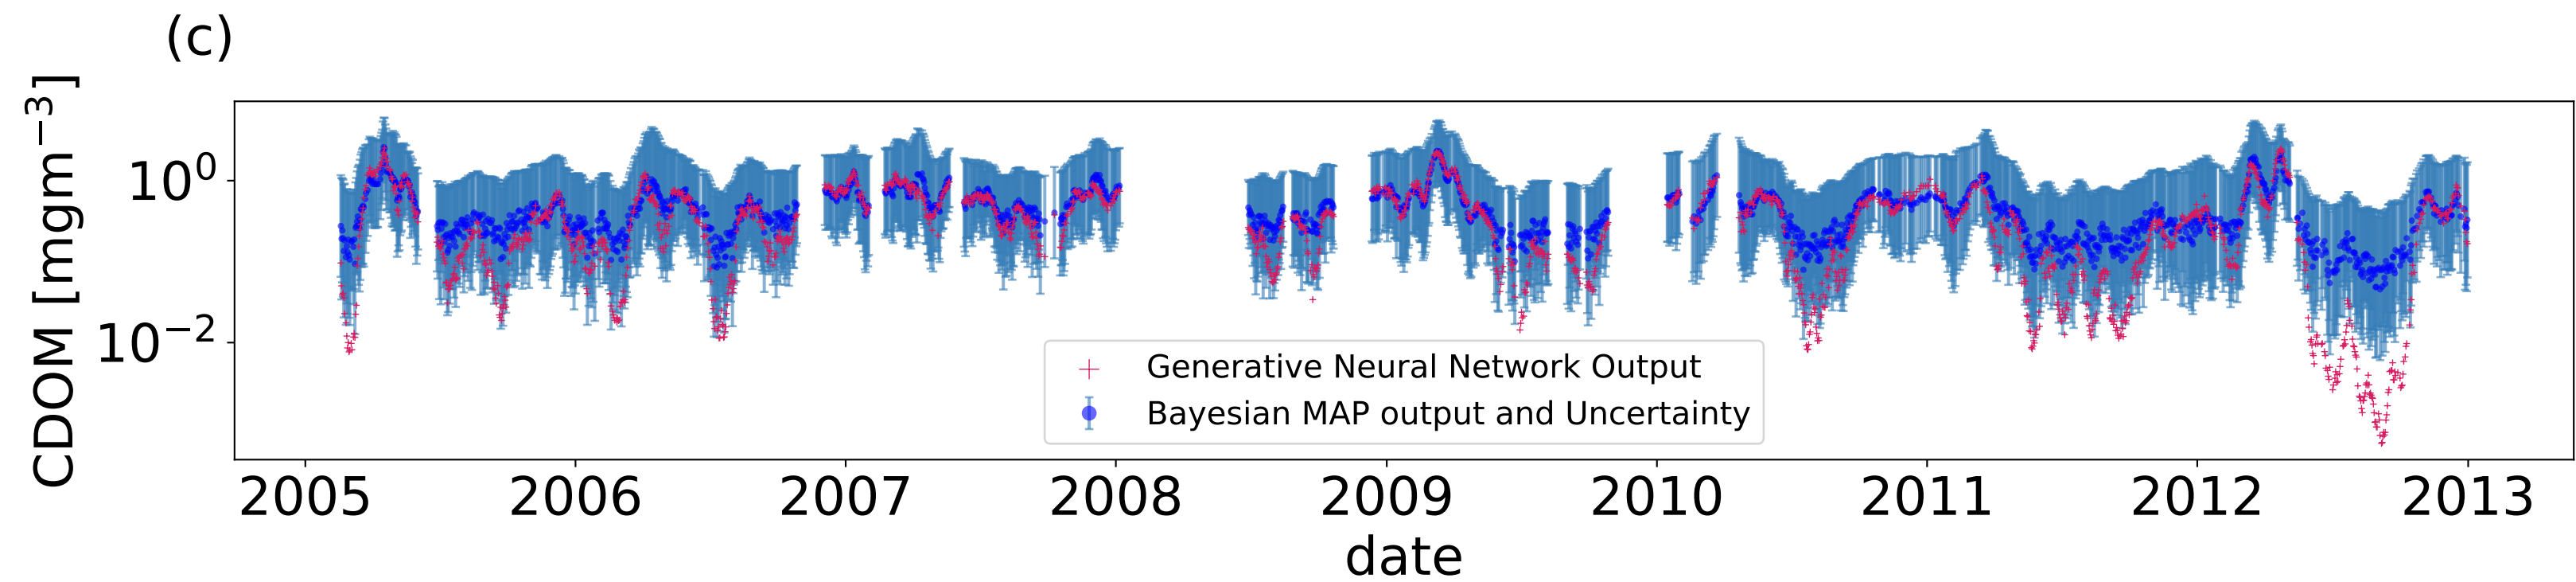 (c)
CDOM [mgm⁻³]
10⁰
10⁻²
Generative Neural Network Output
Bayesian MAP output and Uncertainty
2005 2006 2007 2008 2009 2010 2011 2012 2013
date